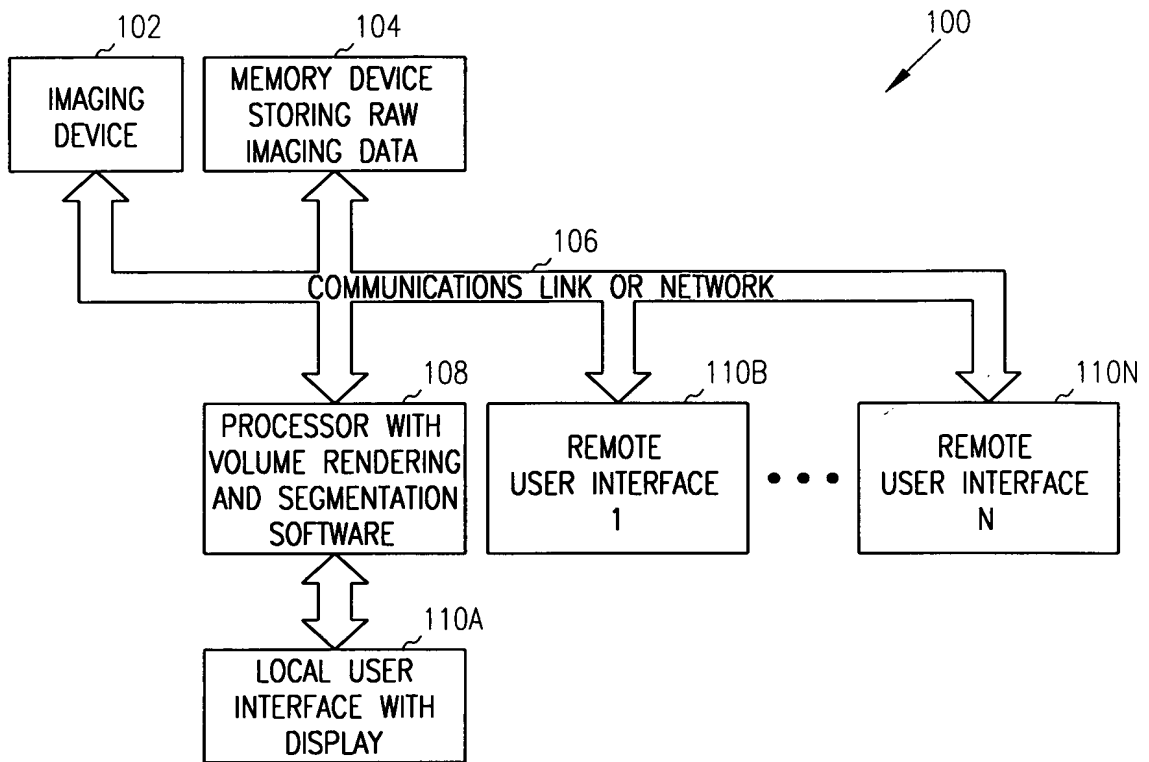 102
IMAGING
DEVICE
104
MEMORY DEVICE
STORING RAW
IMAGING DATA
100
106
COMMUNICATIONS LINK OR NETWORK
108
PROCESSOR WITH
VOLUME RENDERING
AND SEGMENTATION
SOFTWARE
110B
REMOTE
USER INTERFACE
1
110N
REMOTE
USER INTERFACE
N
110A
LOCAL USER
INTERFACE WITH
DISPLAY